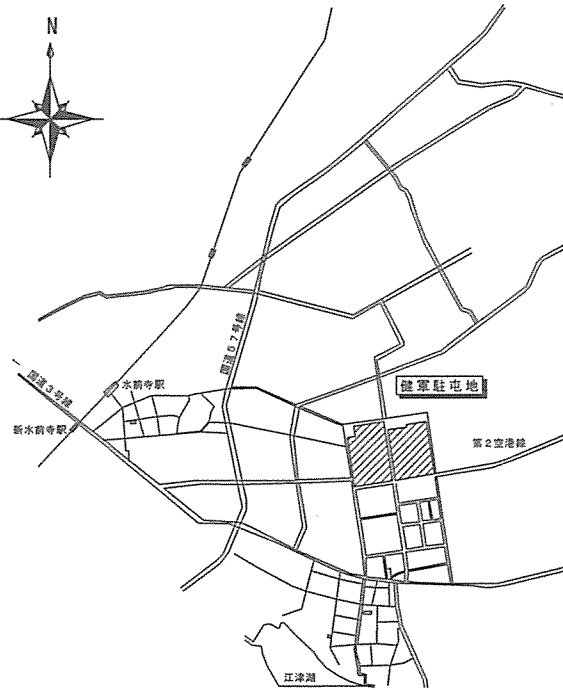 N
国道57号線
水前寺駅
国道3号線
健軍駐屯地
新水前寺駅
第2空港線
江津湖